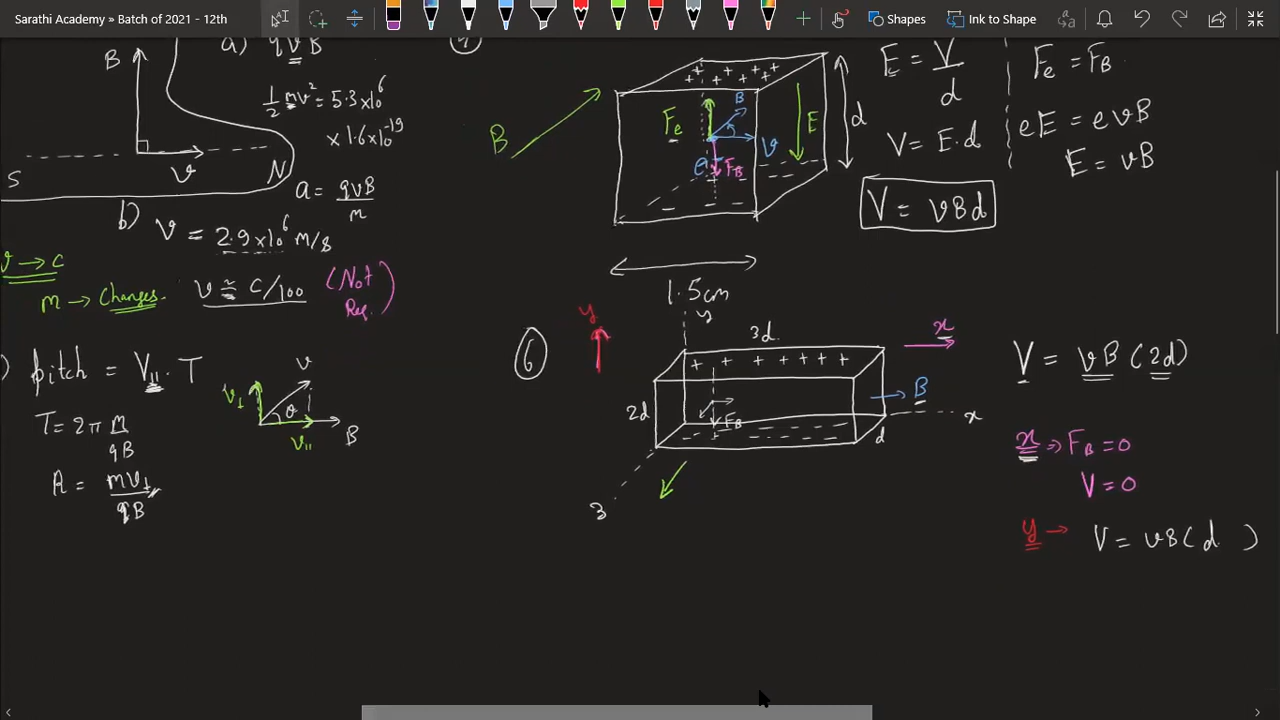 Sarathi Academy » Batch of 2021 - 12th
Shapes
Ink to Shape
a) qvB
B
½mv² = 5.3×10⁶
× 1.6×10⁻¹⁹
S
v
N
a = qvB/m
b) v = 2.9×10⁶ m/s
v → c
m → Changes.
v ≈ c/100 (Not Req.)
) pitch = V∥ · T
T = 2π m/qB
R = mv⊥/qB
v⊥
v
θ
v∥
B
+ + + + + + + +
B
Fe
B
v
e⁻
FB
E
d
1.5cm
E = V/d
V = E.d
V = vBd
Fe = FB
eE = evB
E = vB
6
y
y
3d
x
+ + + + + + +
2d
FB
B
x
d
3
V = vB(2d)
x ⇒ FB = 0
V = 0
y → V = vB(d )